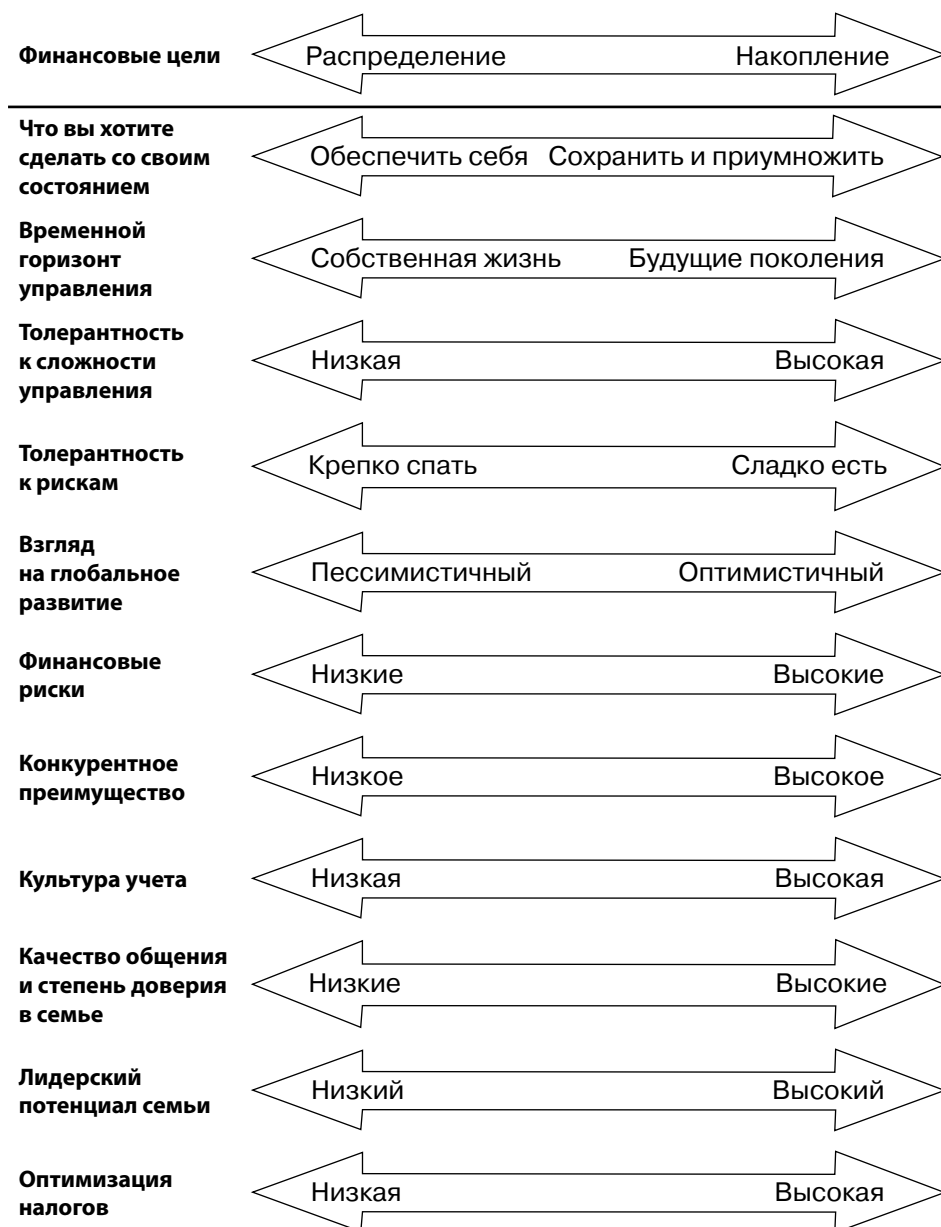 Финансовые цели
Распределение
Накопление
Что вы хотите
сделать со своим
состоянием
Обеспечить себя
Сохранить и приумножить
Временной
горизонт
управления
Собственная жизнь
Будущие поколения
Толерантность
к сложности
управления
Низкая
Высокая
Толерантность
к рискам
Крепко спать
Сладко есть
Взгляд
на глобальное
развитие
Пессимистичный
Оптимистичный
Финансовые
риски
Низкие
Высокие
Конкурентное
преимущество
Низкое
Высокое
Культура учета
Низкая
Высокая
Качество общения
и степень доверия
в семье
Низкие
Высокие
Лидерский
потенциал семьи
Низкий
Высокий
Оптимизация
налогов
Низкая
Высокая